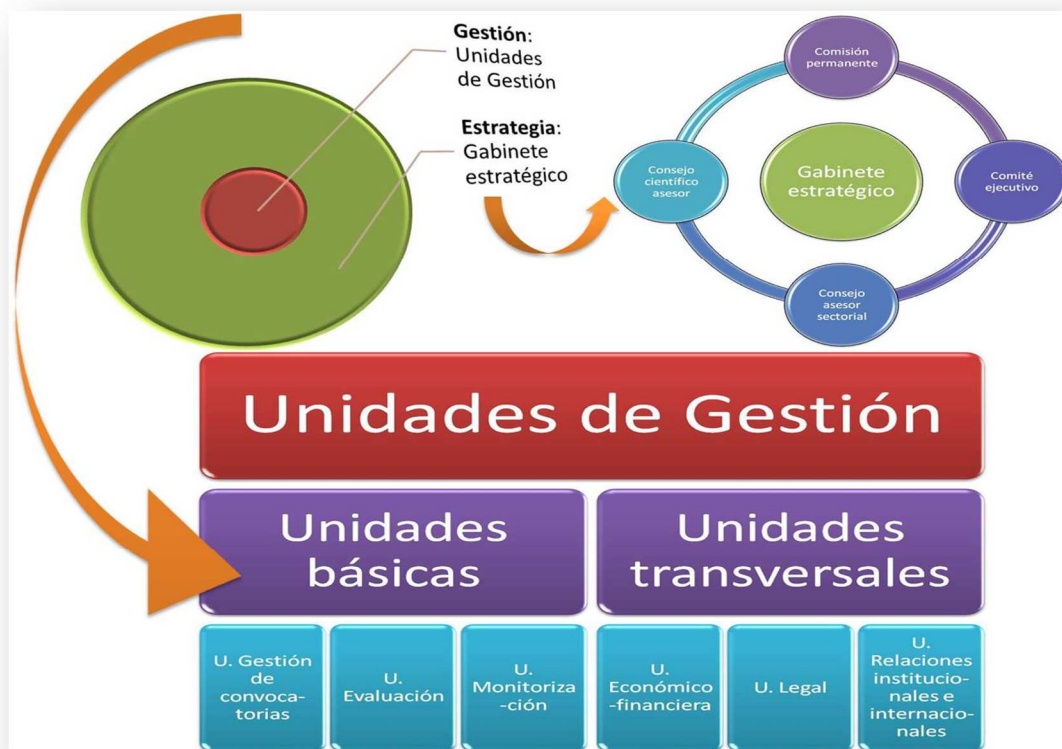 Gestión:
Unidades
de Gestión
Estrategia:
Gabinete
estratégico
Comisión
permanente
Consejo
científico
asesor
Gabinete
estratégico
Comité
ejecutivo
Consejo
asesor
sectorial
Unidades de Gestión
Unidades
básicas
Unidades
transversales
U. Gestión
de
convoca-
torias
U.
Evaluación
U.
Monitoriza
-ción
U.
Económico
-financiera
U. Legal
U.
Relaciones
institucio-
nales e
internacio-
nales